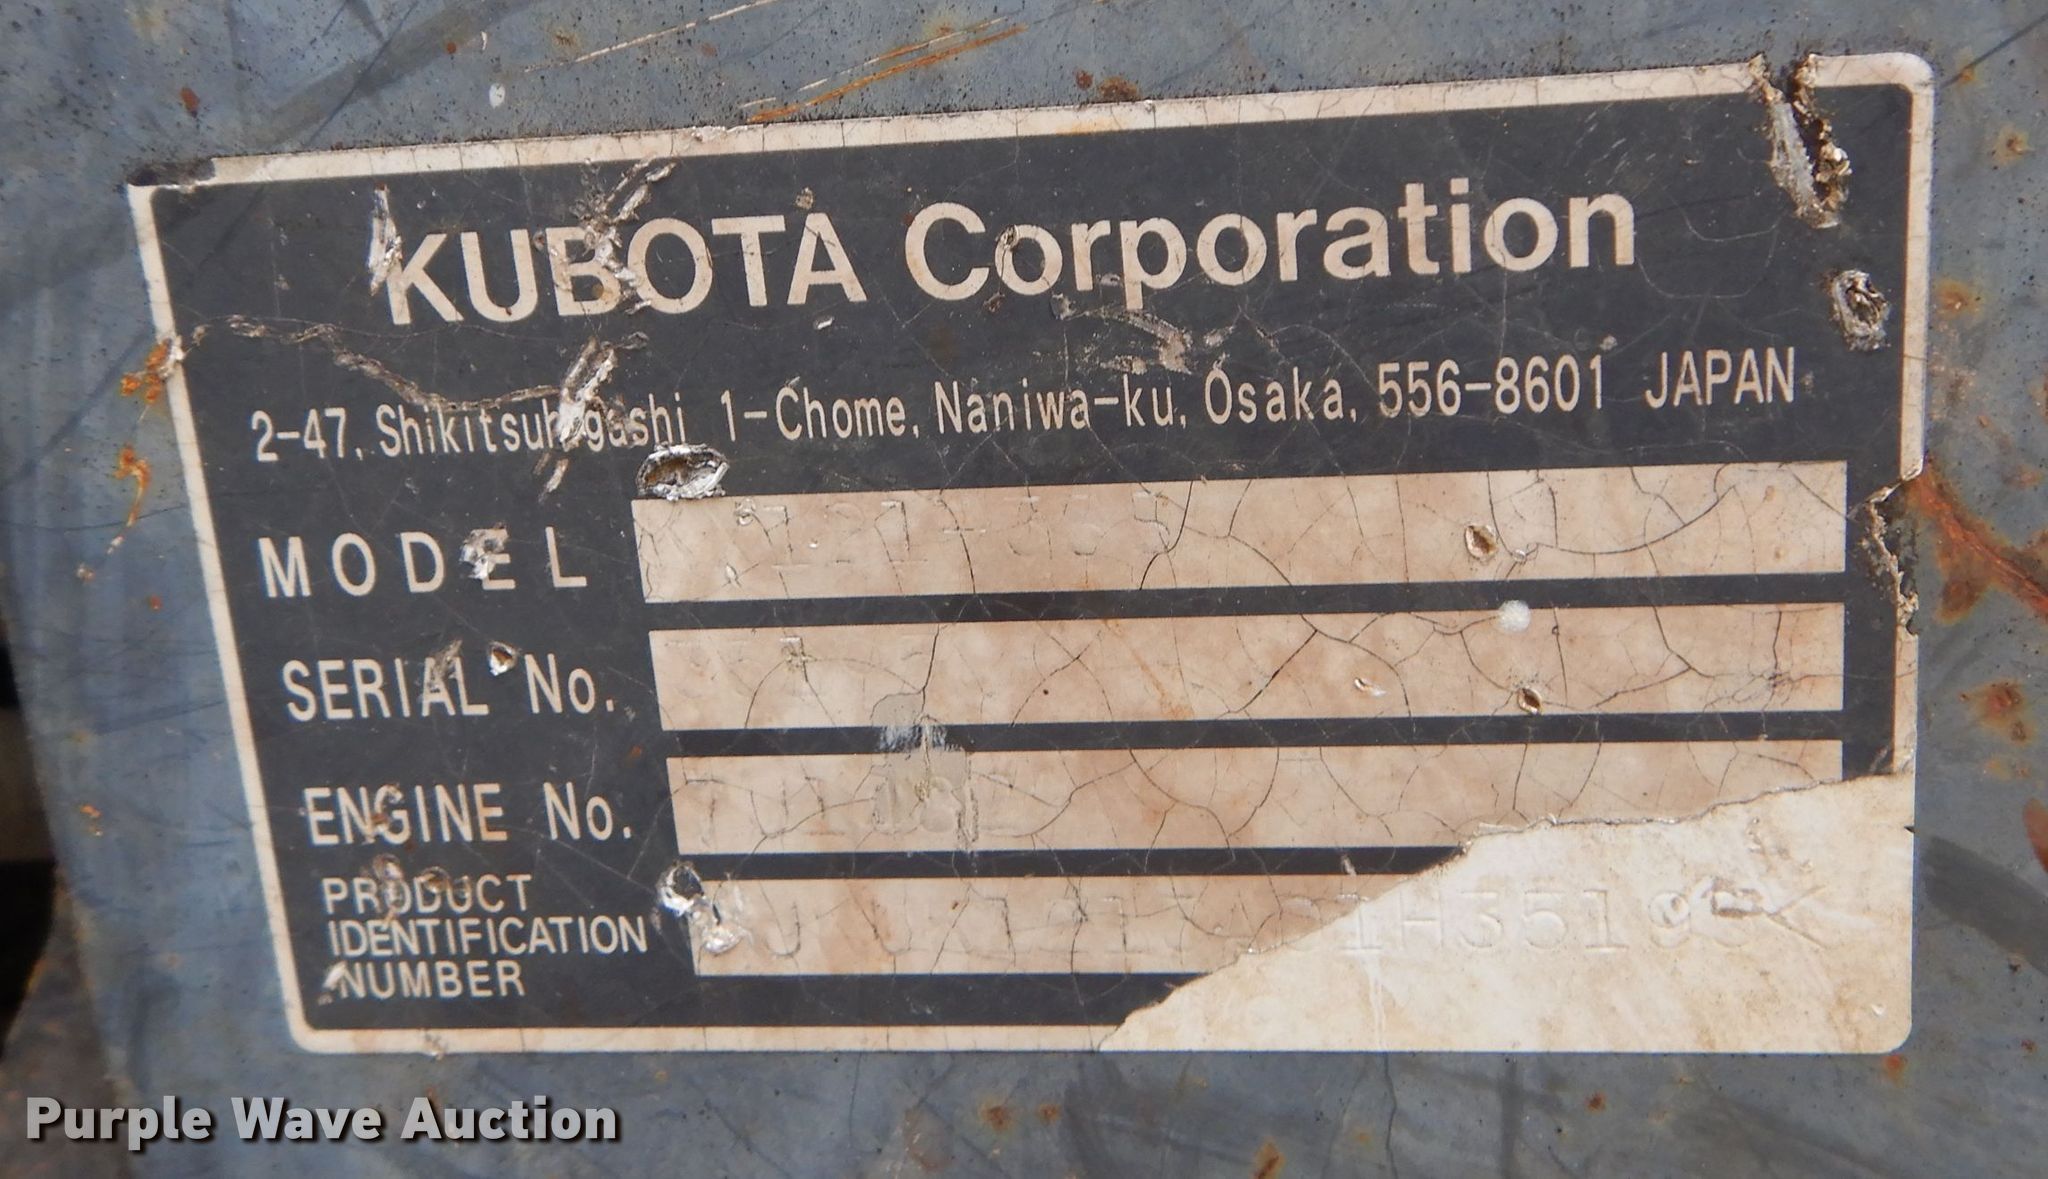 KUBOTA Corporation
2-47, Shikitsuhigashi 1-Chome, Naniwa-ku, Osaka, 556-8601 JAPAN
MODEL
SERIAL No.
ENGINE No.
PRODUCT
IDENTIFICATION
NUMBER
Purple Wave Auction